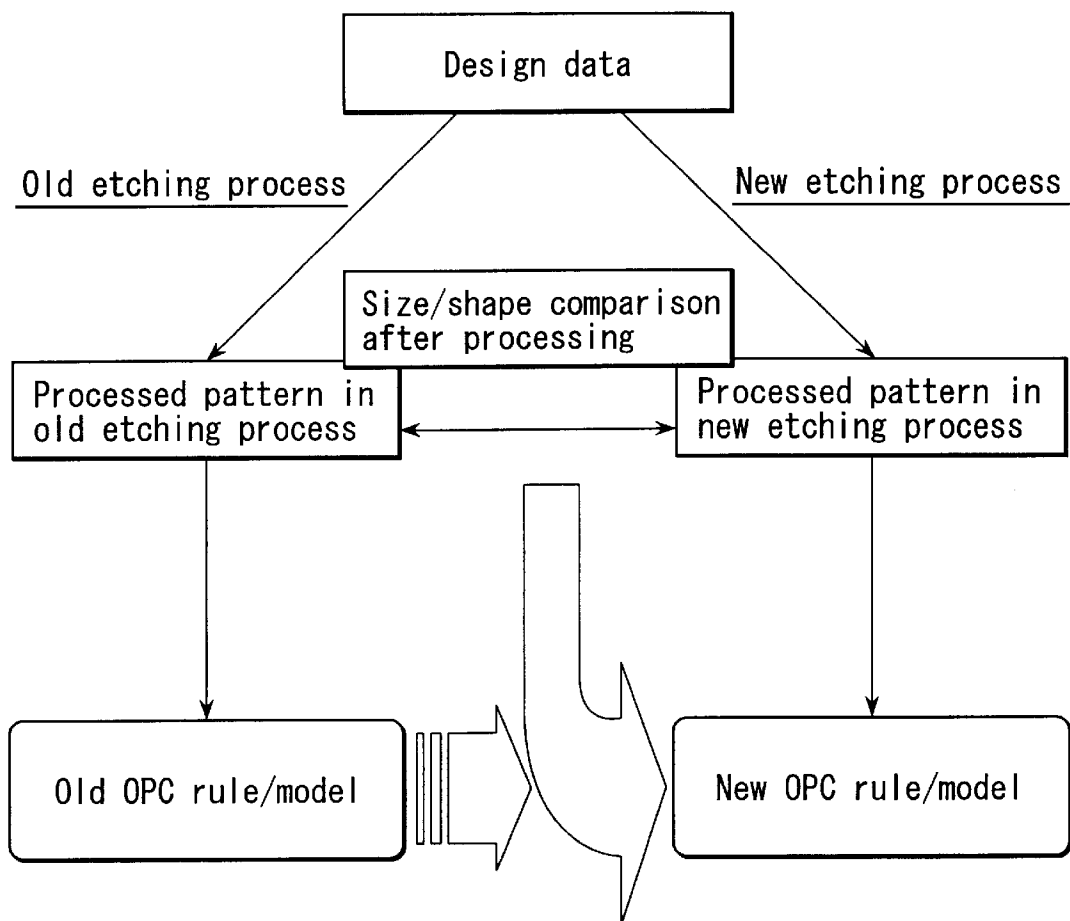 Design data
Old etching process
New etching process
Size/shape comparison
after processing
Processed pattern in
old etching process
Processed pattern in
new etching process
Old OPC rule/model
New OPC rule/model